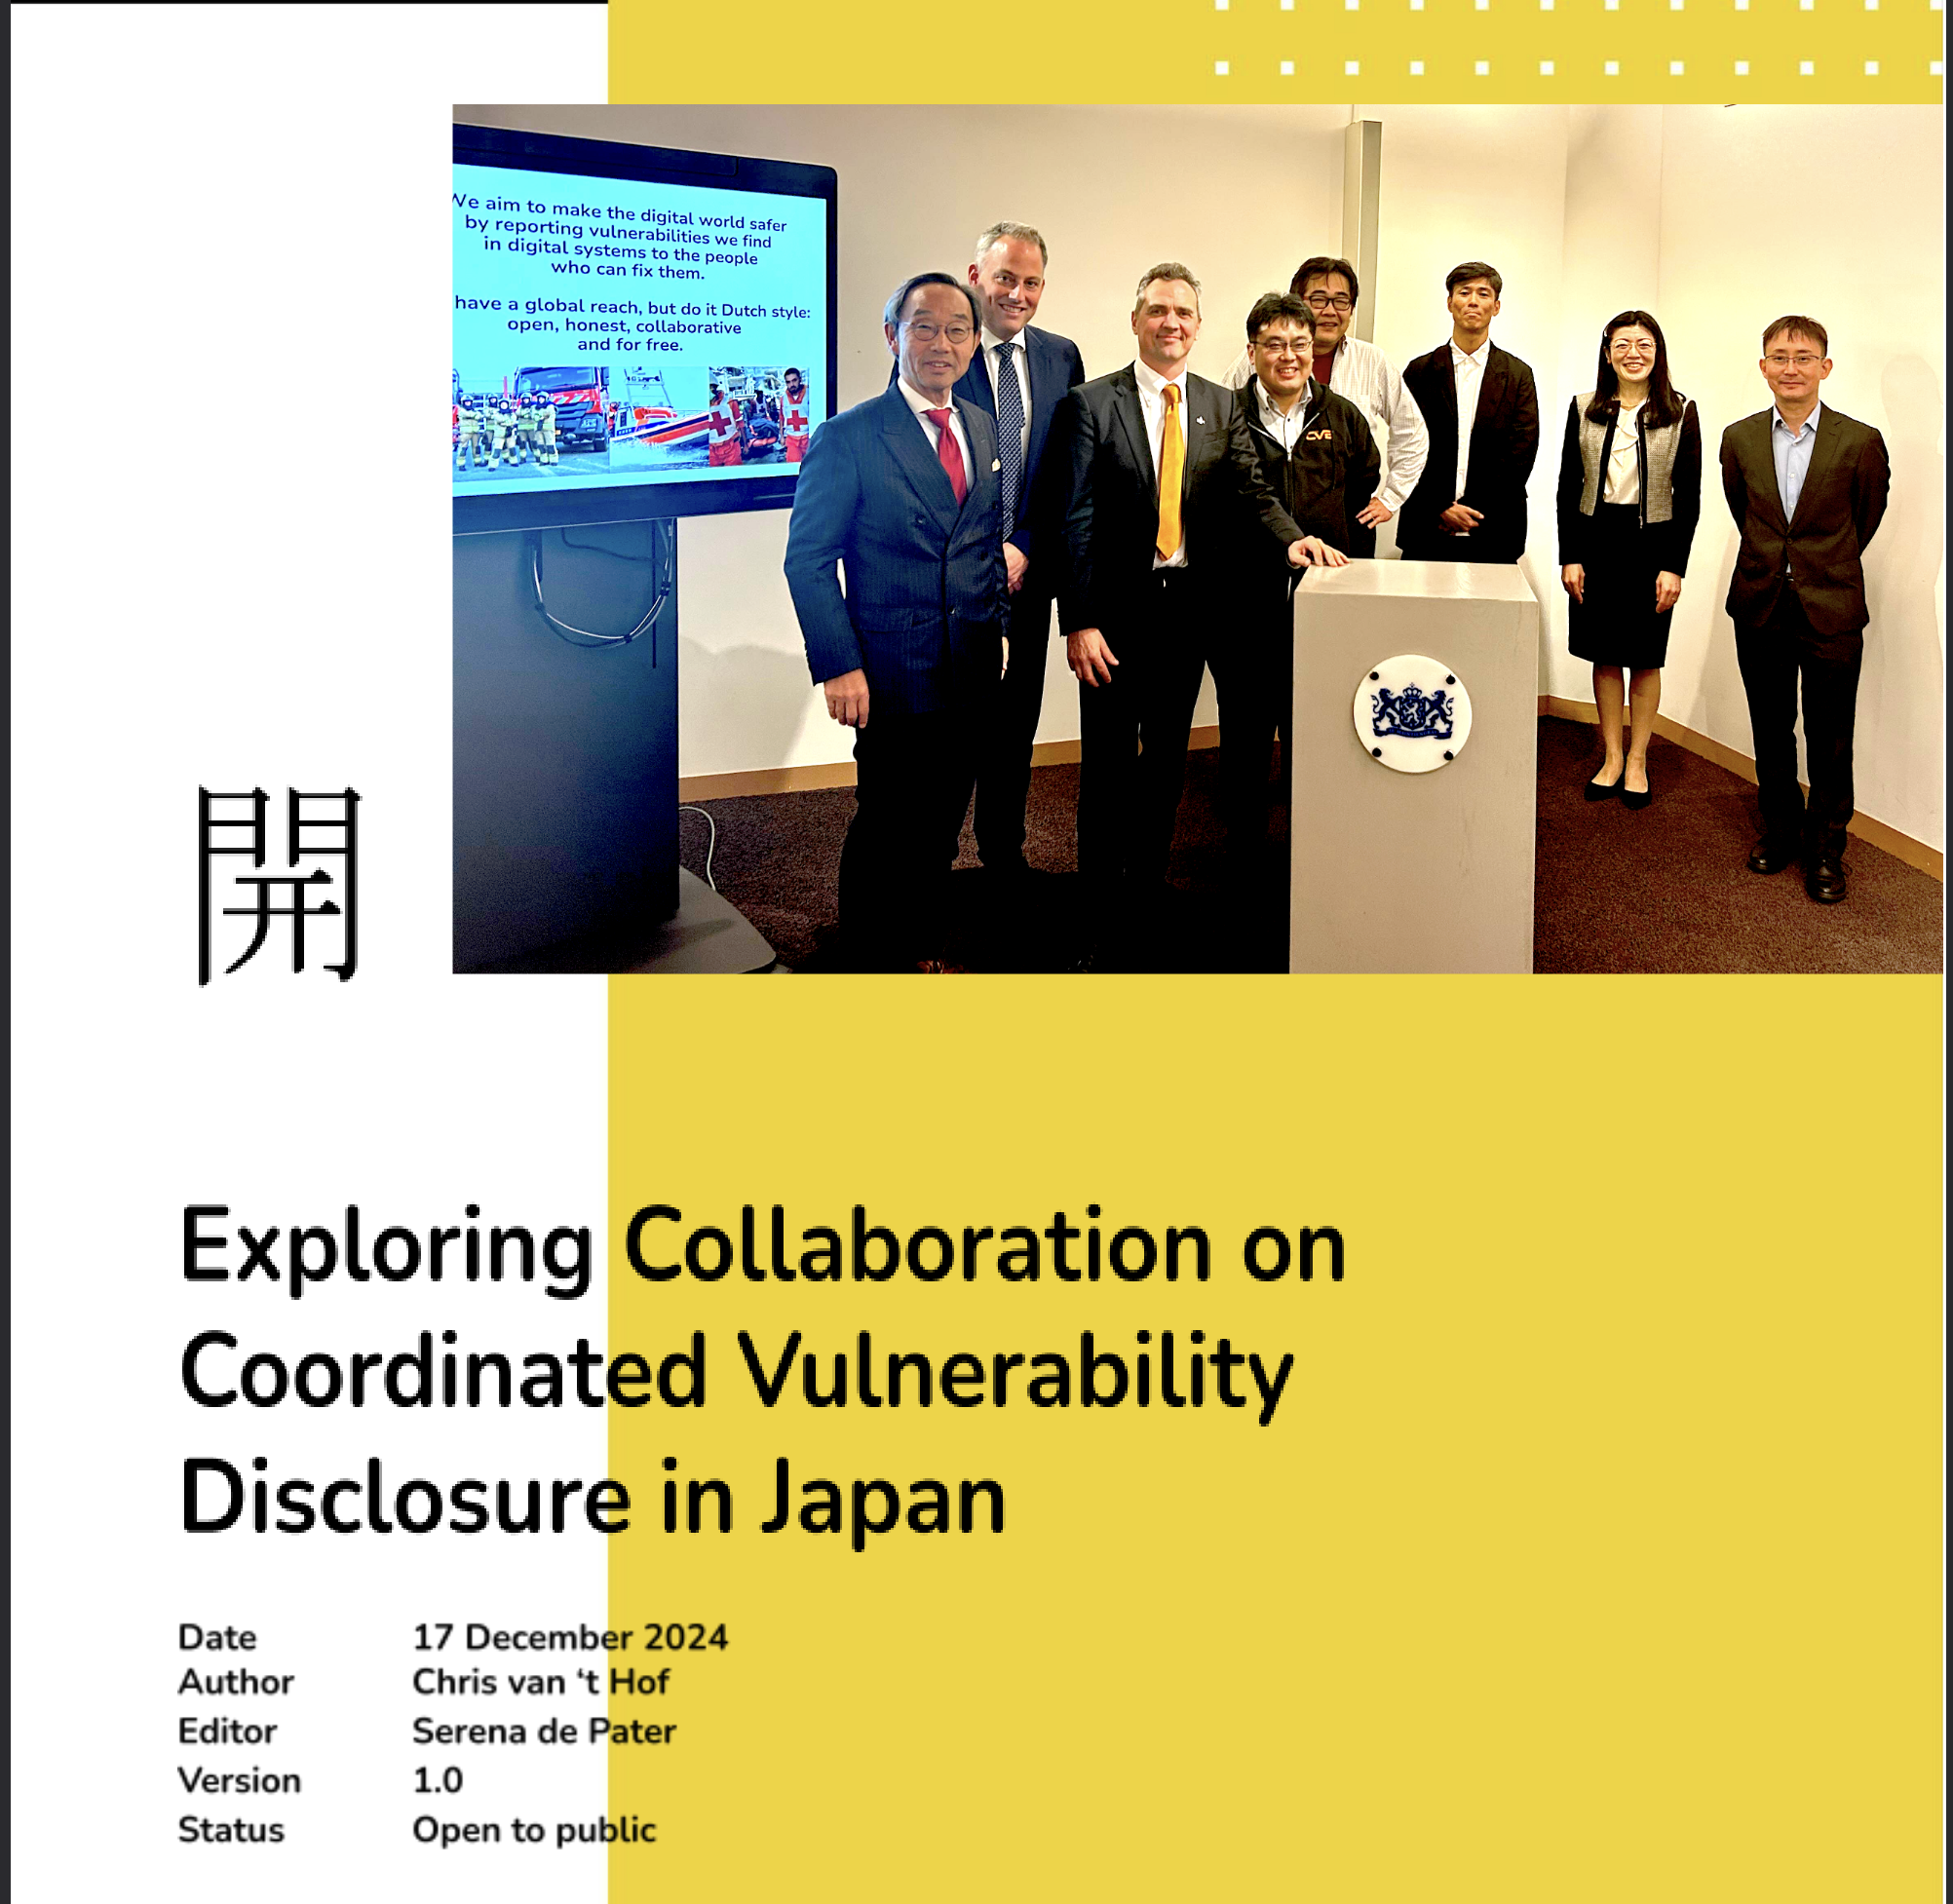 We aim to make the digital world safer
by reporting vulnerabilities we find
in digital systems to the people
who can fix them.
have a global reach, but do it Dutch style:
open, honest, collaborative
and for free.
CVE
開
Exploring Collaboration on
Coordinated Vulnerability
Disclosure in Japan
Date 17 December 2024
Author Chris van ‘t Hof
Editor Serena de Pater
Version 1.0
Status Open to public